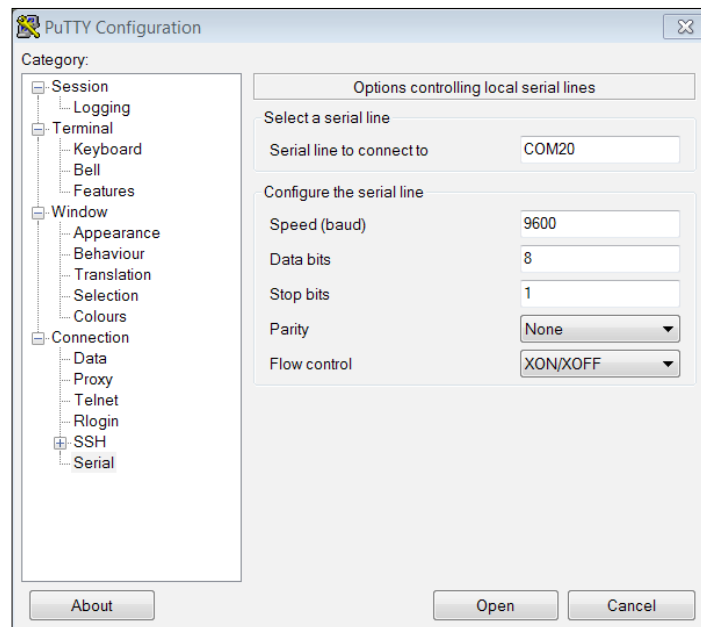 PuTTY Configuration
Category:
Session
Logging
Terminal
Keyboard
Bell
Features
Window
Appearance
Behaviour
Translation
Selection
Colours
Connection
Data
Proxy
Telnet
Rlogin
SSH
Serial
Options controlling local serial lines
Select a serial line
Serial line to connect to COM20
Configure the serial line
Speed (baud) 9600
Data bits 8
Stop bits 1
Parity None
Flow control XON/XOFF
About Open Cancel